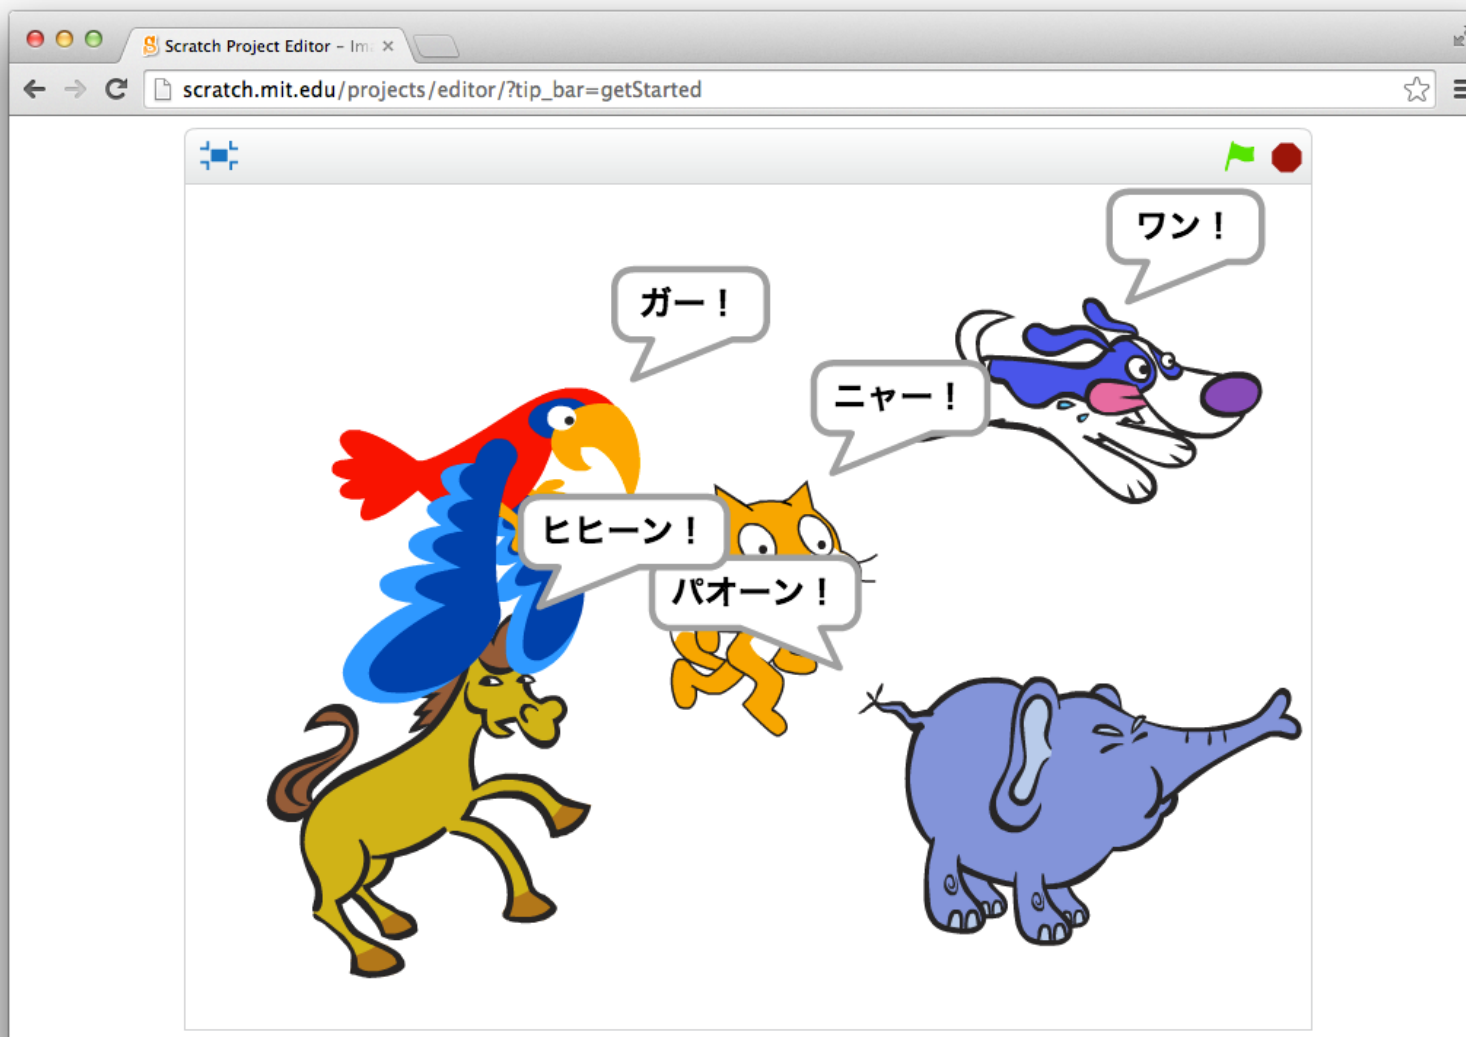 Scratch Project Editor – Im
scratch.mit.edu/projects/editor/?tip_bar=getStarted
ワン！
ガー！
ニャー！
ヒヒーン！
パオーン！